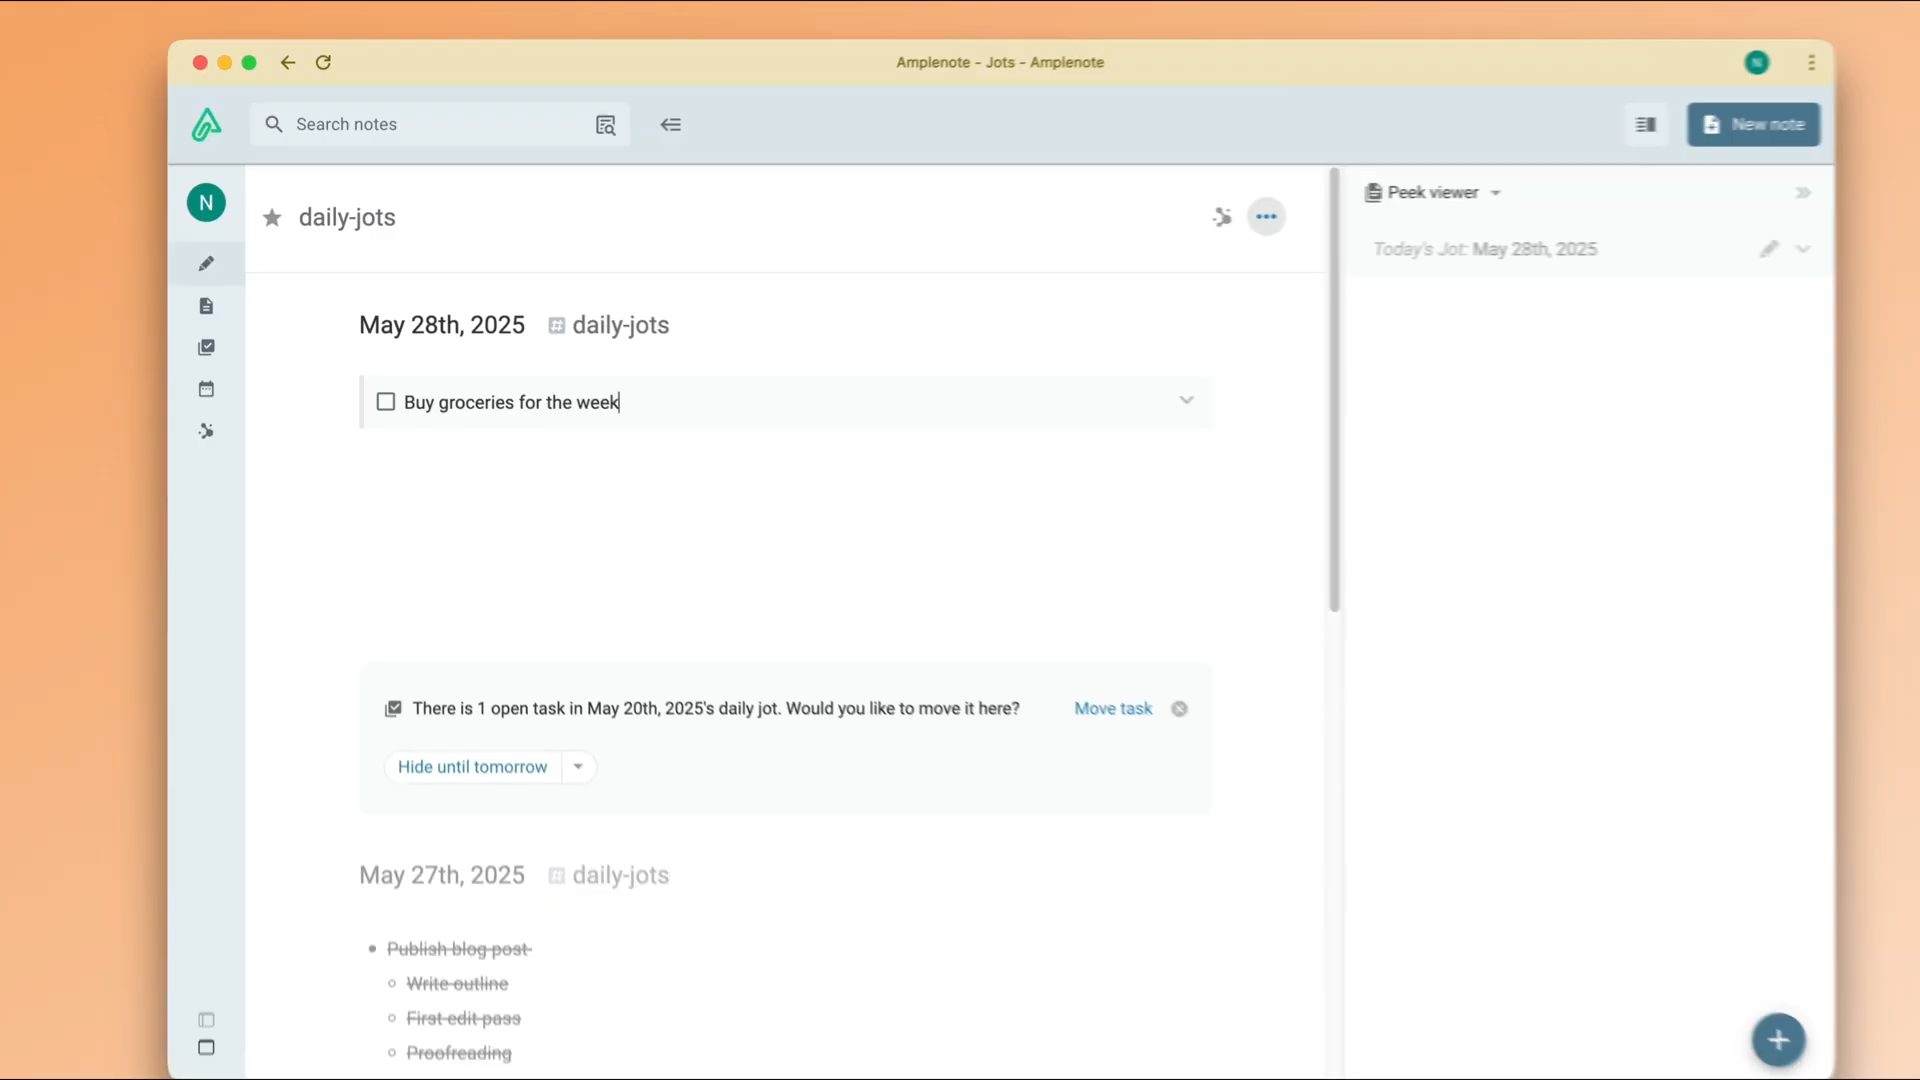 Amplenote - Jots - Amplenote
N
Search notes
New note
N
daily-jots
Peek viewer
Today's Jot: May 28th, 2025
May 28th, 2025 daily-jots
Buy groceries for the week
There is 1 open task in May 20th, 2025's daily jot. Would you like to move it here? Move task
Hide until tomorrow
May 27th, 2025 daily-jots
Publish blog post
Write outline
First edit pass
Proofreading